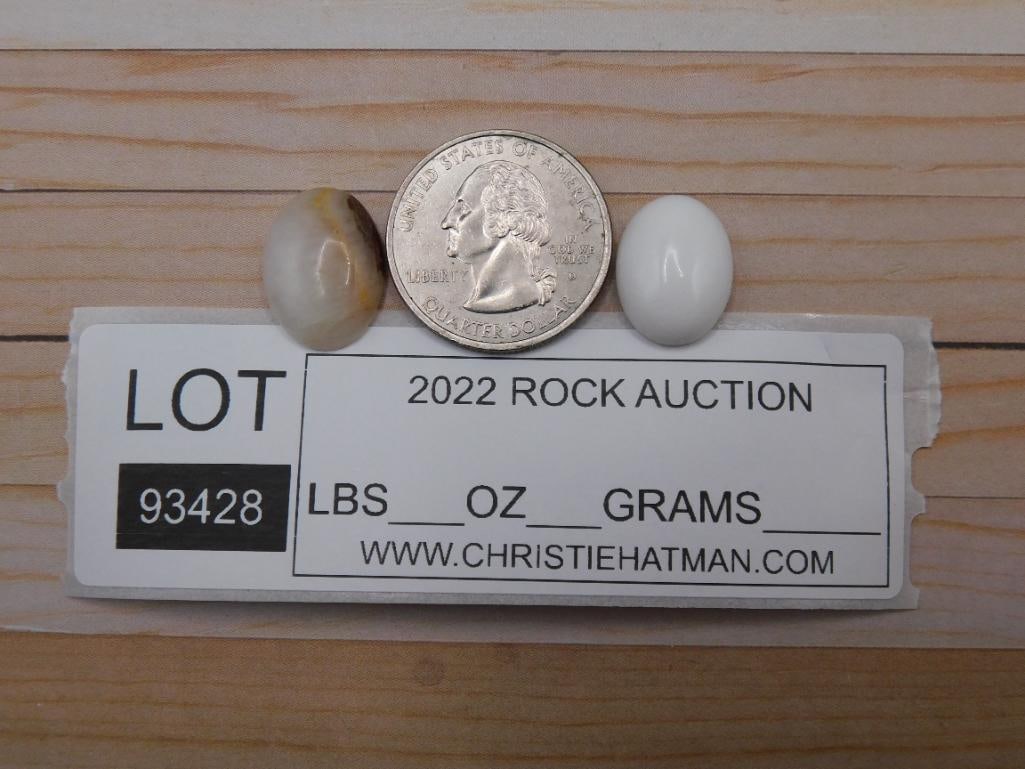 UNITED STATES OF AMERICA
LIBERTY
IN
GOD WE
TRUST
D
QUARTER DOLLAR
LOT
93428
2022 ROCK AUCTION
LBS___OZ___GRAMS_____
WWW.CHRISTIEHATMAN.COM